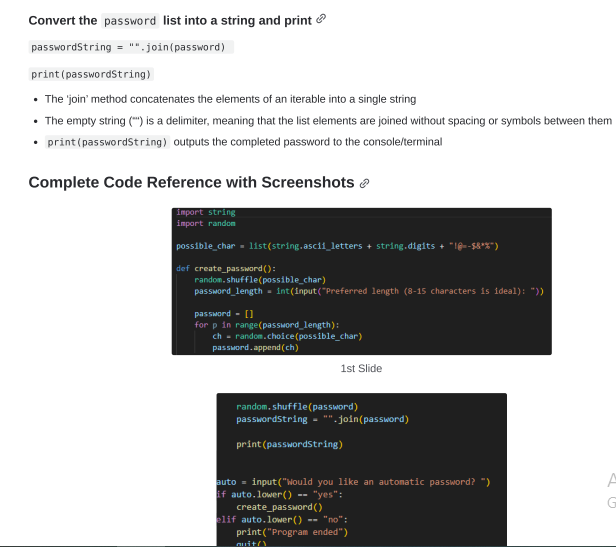 Convert the password list into a string and print
passwordString = "".join(password)
print(passwordString)
• The ‘join’ method concatenates the elements of an iterable into a single string
• The empty string ("") is a delimiter, meaning that the list elements are joined without spacing or symbols between them
• print(passwordString) outputs the completed password to the console/terminal
Complete Code Reference with Screenshots
import string
import random
possible_char = list(string.ascii_letters + string.digits + "!@=-$&*%")
def create_password():
random.shuffle(possible_char)
password_length = int(input("Preferred length (8-15 characters is ideal): "))
password = []
for p in range(password_length):
ch = random.choice(possible_char)
password.append(ch)
1st Slide
random.shuffle(password)
passwordString = "".join(password)
print(passwordString)
auto = input("Would you like an automatic password? ")
if auto.lower() == "yes":
create_password()
elif auto.lower() == "no":
print("Program ended")
quit()